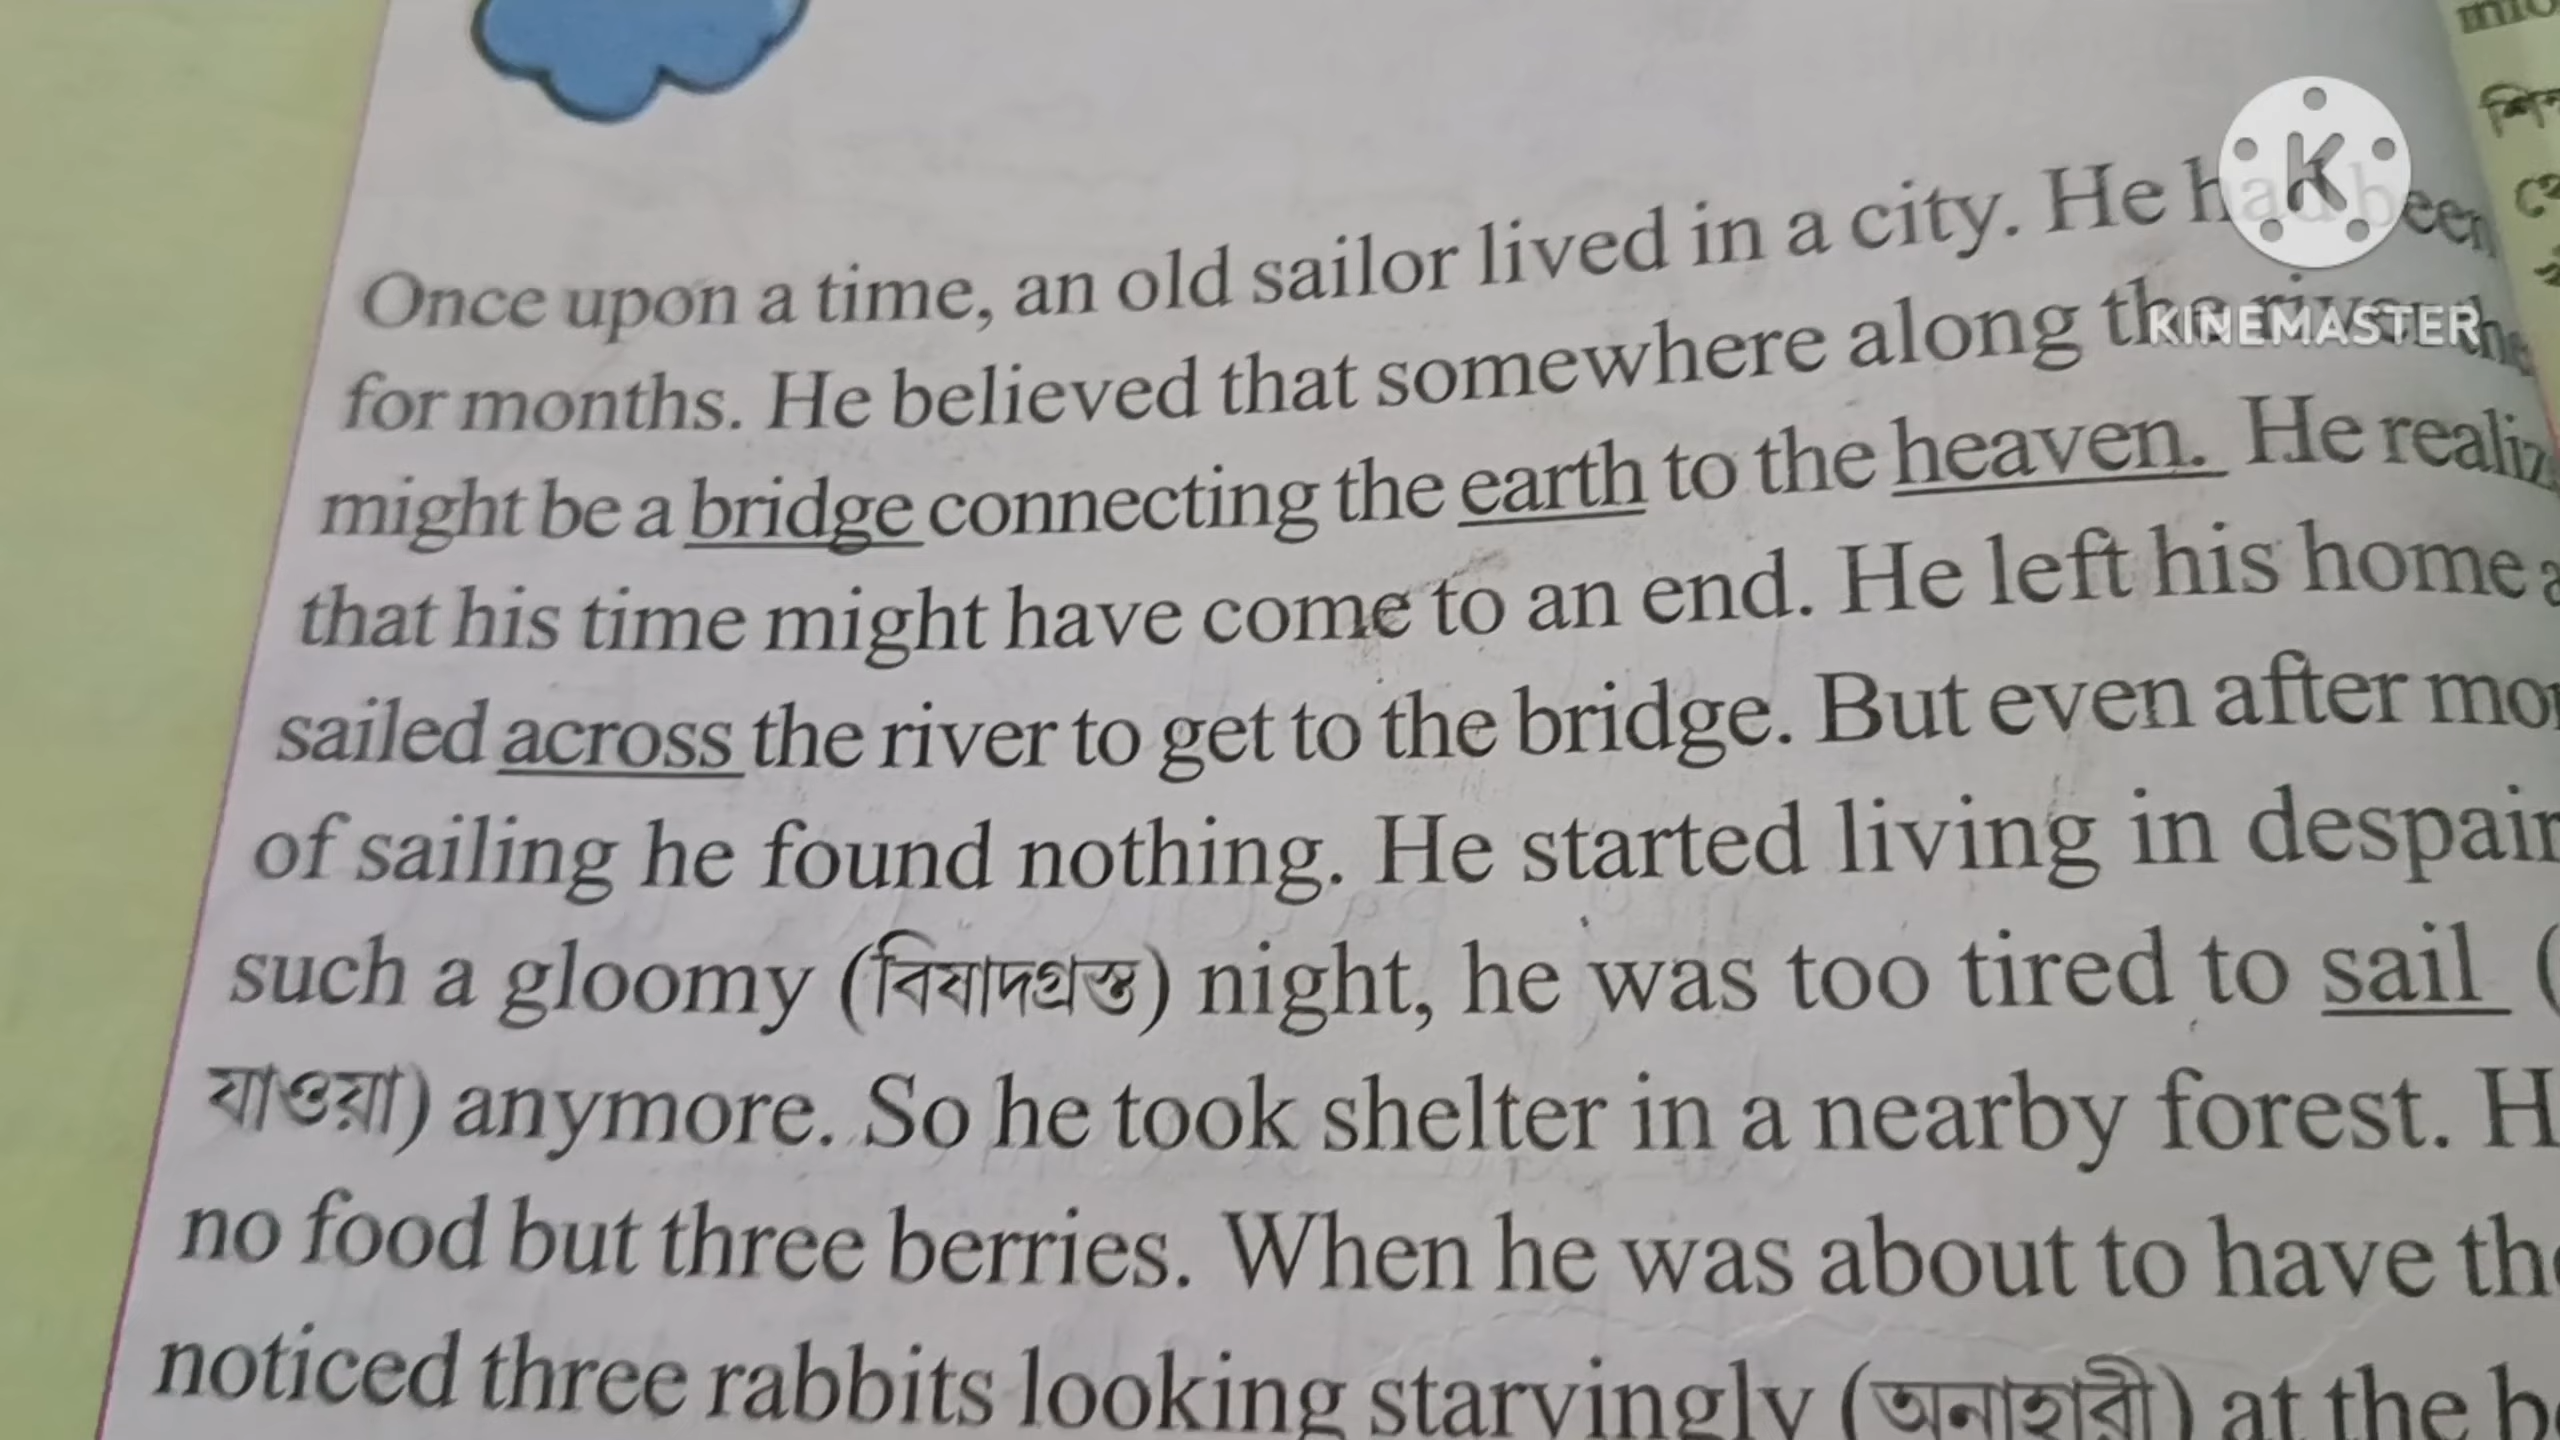 Once upon a time, an old sailor lived in a city. He had been
for months. He believed that somewhere along the river
might be a bridge connecting the earth to the heaven. He
that his time might have come to an end. He left his home
sailed across the river to get to the bridge. But even after
of sailing he found nothing. He started living in despair
such a gloomy (বিষাদগ্রস্ত) night, he was too tired to sail (
যাওয়া) anymore. So he took shelter in a nearby forest.
no food but three berries. When he was about to have
noticed three rabbits looking starvingly (অনাহারী) at the
K
KINEMASTER